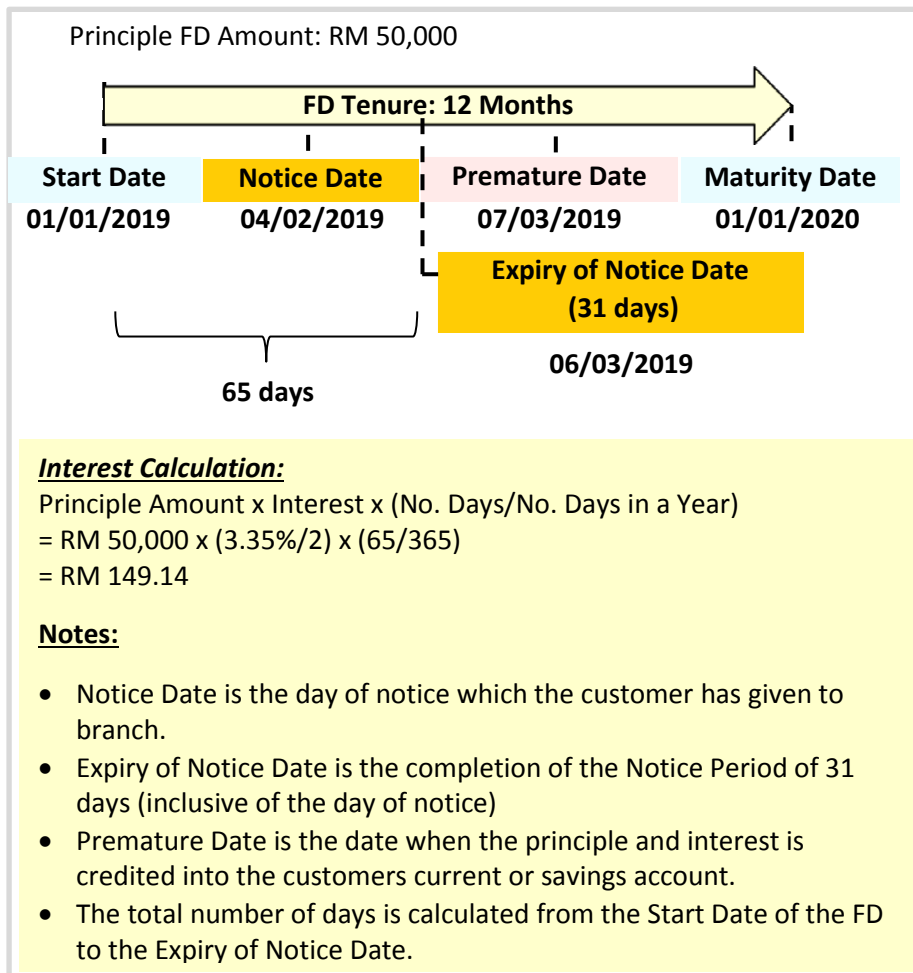 Principle FD Amount: RM 50,000
FD Tenure: 12 Months
Start Date
Notice Date
Premature Date
Maturity Date
01/01/2019
04/02/2019
07/03/2019
01/01/2020
Expiry of Notice Date
(31 days)
06/03/2019
65 days
Interest Calculation:
Principle Amount x Interest x (No. Days/No. Days in a Year)
= RM 50,000 x (3.35%/2) x (65/365)
= RM 149.14
Notes:
• Notice Date is the day of notice which the customer has given to
branch.
• Expiry of Notice Date is the completion of the Notice Period of 31
days (inclusive of the day of notice)
• Premature Date is the date when the principle and interest is
credited into the customers current or savings account.
• The total number of days is calculated from the Start Date of the FD
to the Expiry of Notice Date.